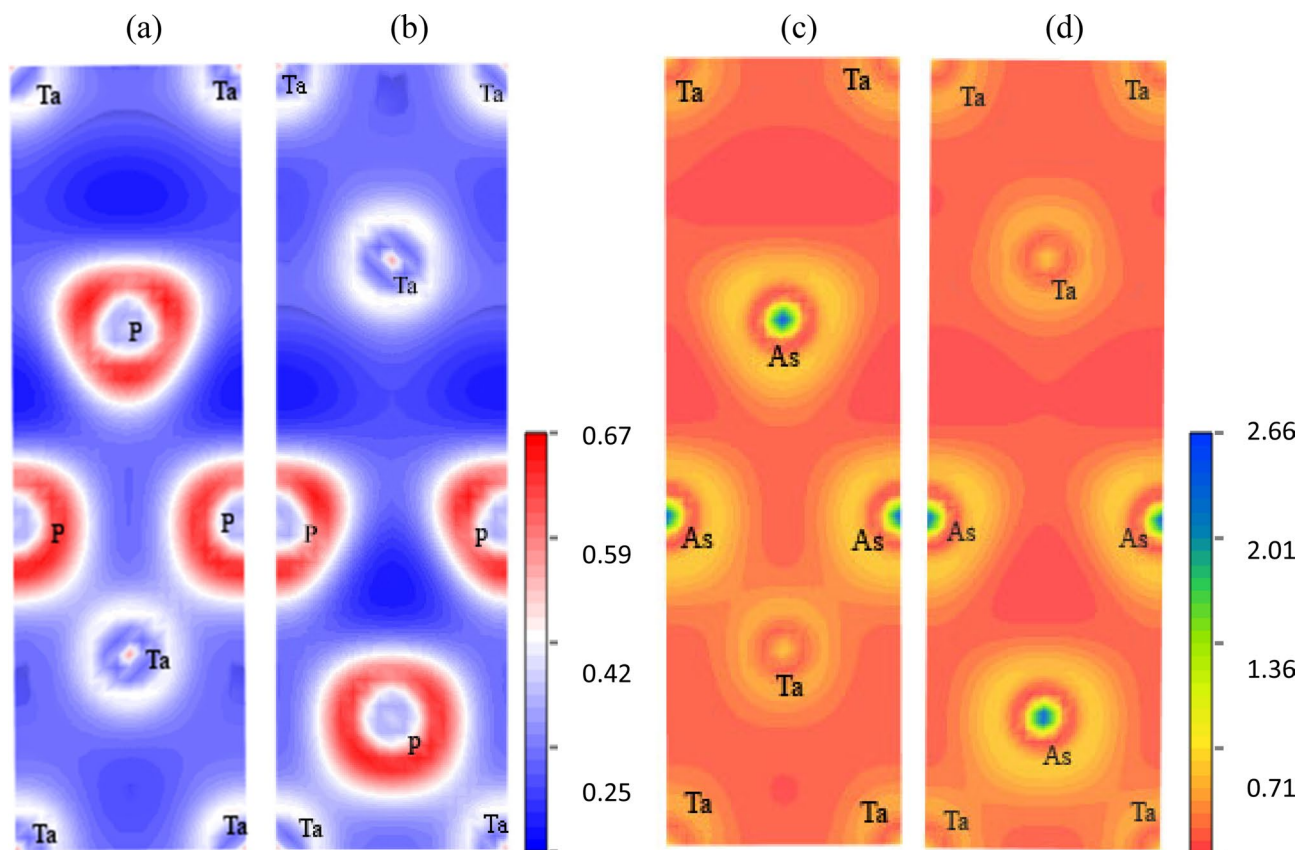 (a) (b) (c) (d)
Ta Ta Ta Ta Ta Ta Ta Ta
Ta Ta
P As
0.67 2.66
P P P p As As As As
0.59 2.01
Ta Ta
0.42 1.36
p As
0.25 0.71
Ta Ta Ta Ta Ta Ta Ta Ta